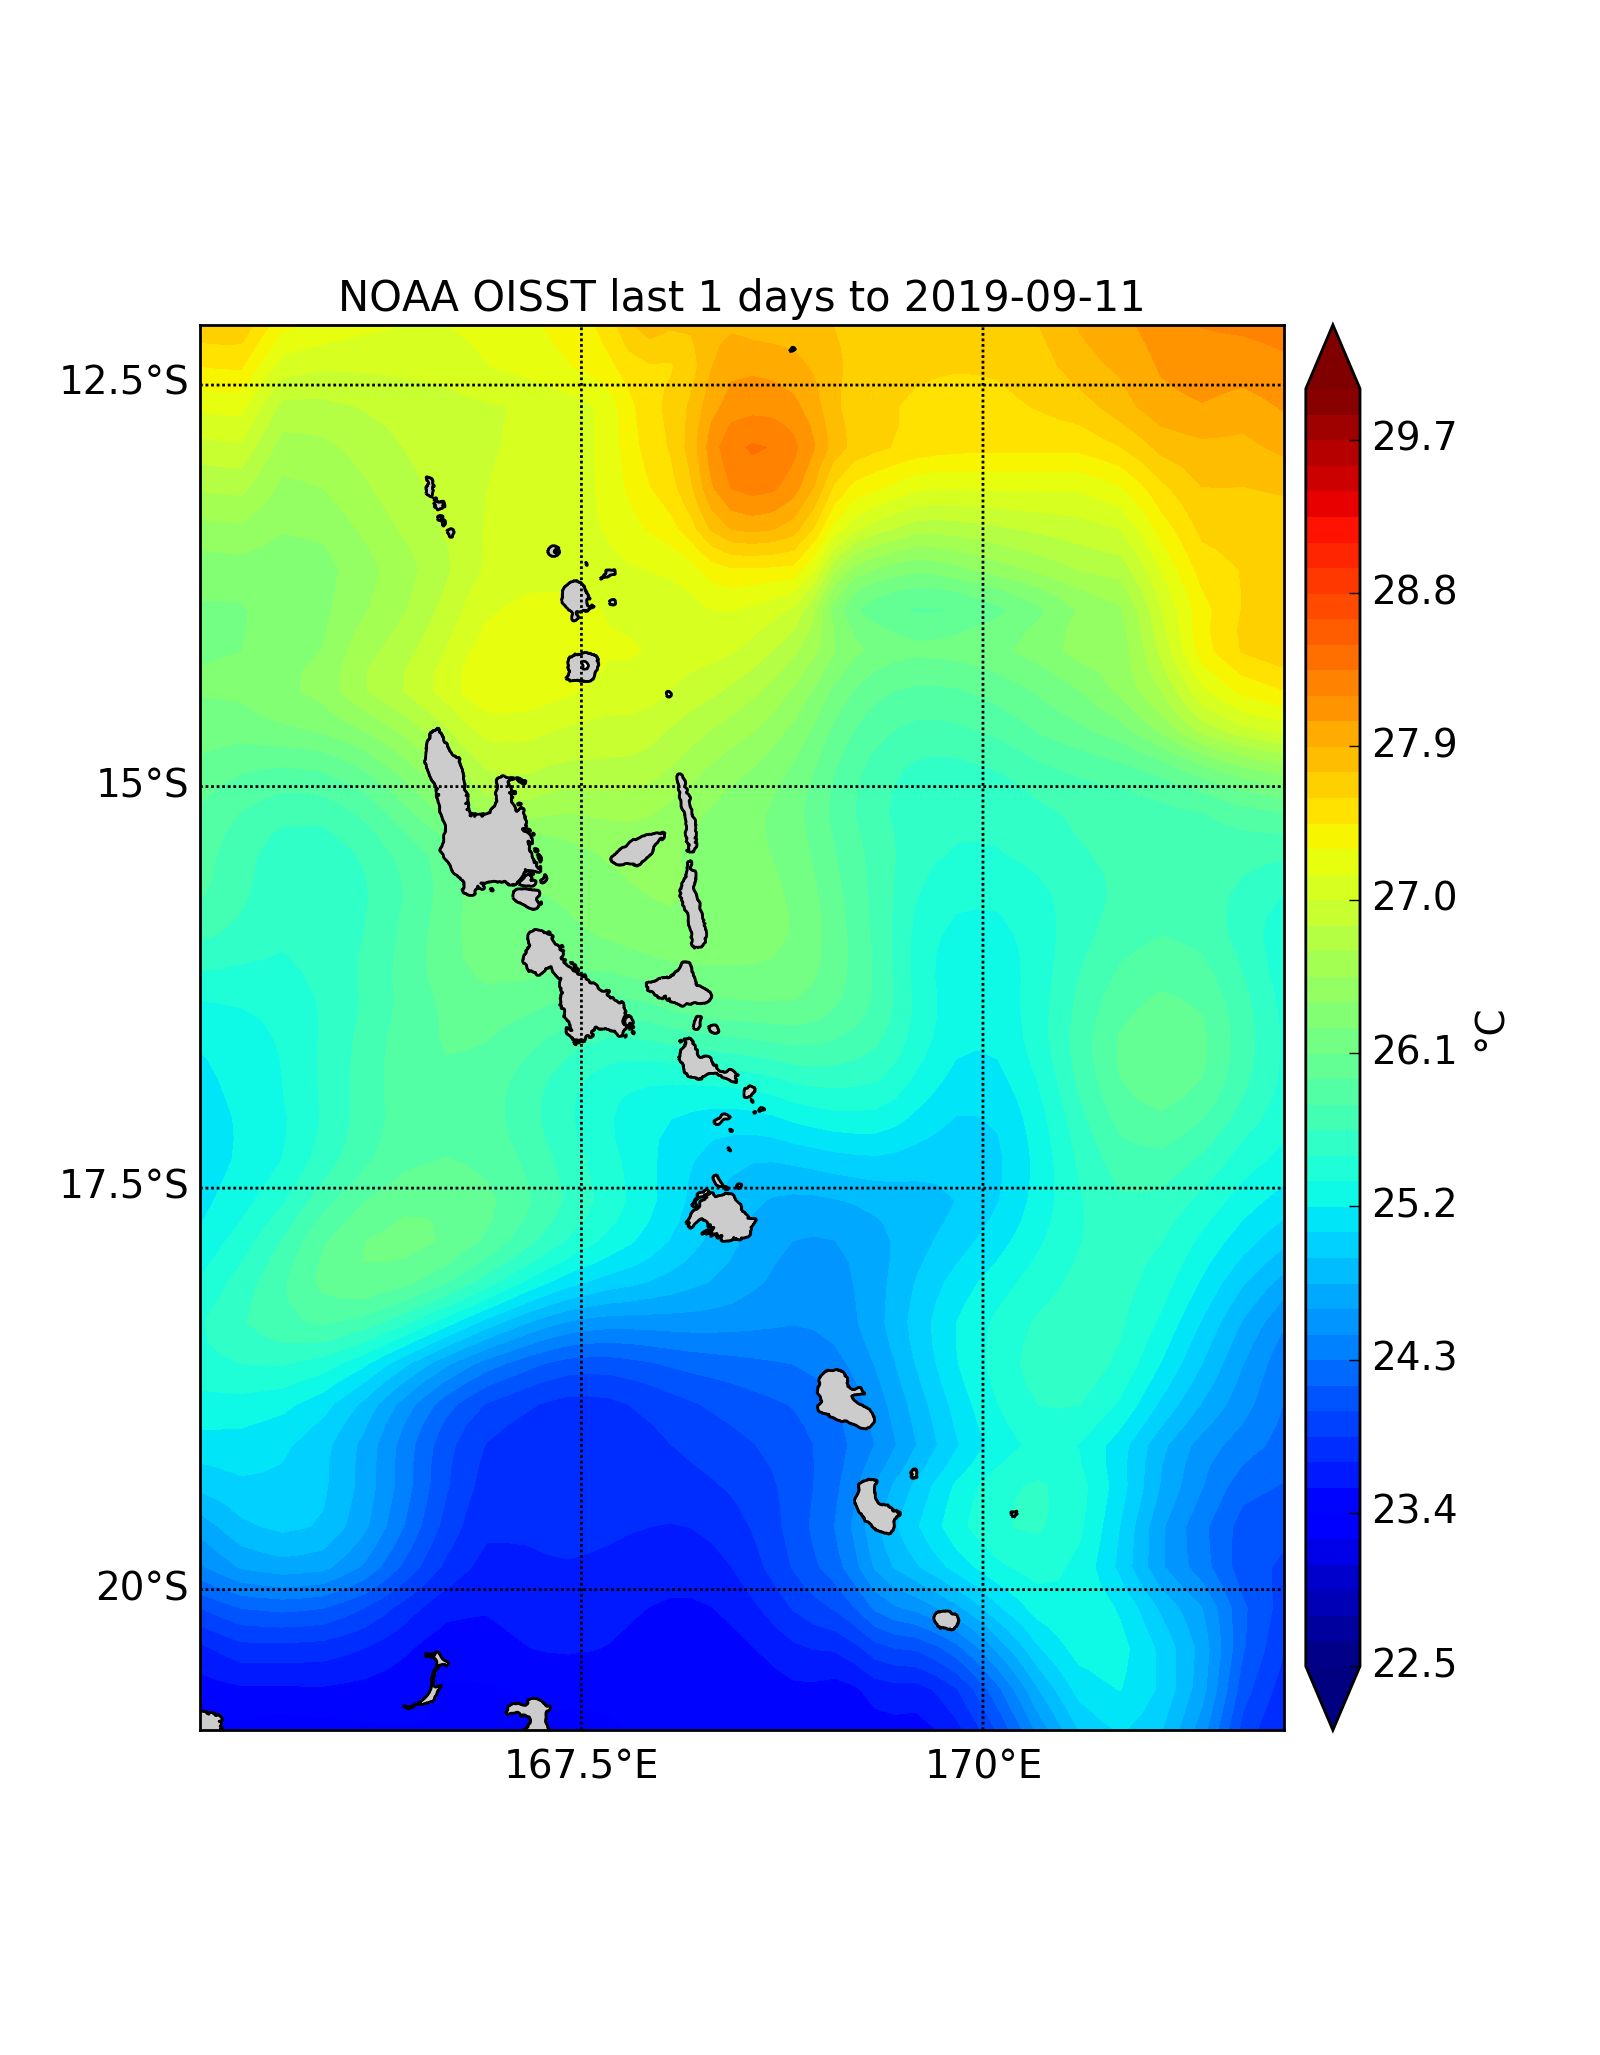 NOAA OISST last 1 days to 2019-09-11
12.5°S
15°S
17.5°S
20°S
167.5°E
170°E
29.7
28.8
27.9
27.0
26.1
25.2
24.3
23.4
22.5
°C